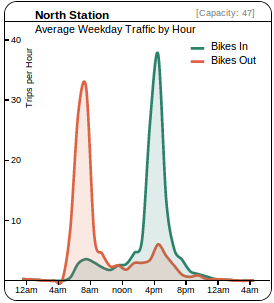 North Station
[Capacity: 47]
Average Weekday Traffic by Hour
Trips per Hour
Bikes In
Bikes Out
40
30
20
10
12am 4am 8am noon 4pm 8pm 12am 4am